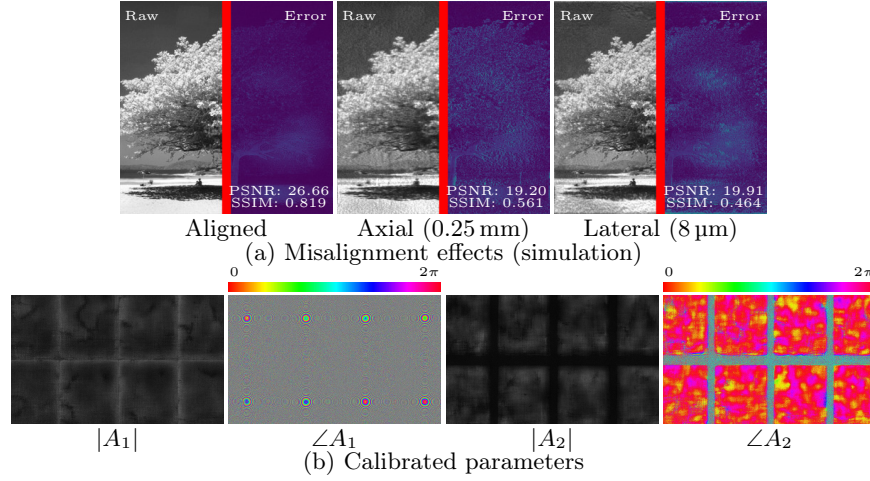 Raw Error Raw Error Raw Error
PSNR: 26.66 PSNR: 19.20 PSNR: 19.91
SSIM: 0.819 SSIM: 0.561 SSIM: 0.464
Aligned Axial (0.25 mm) Lateral (8 µm)
(a) Misalignment effects (simulation)
0 2π 0 2π
|A₁| ∠A₁ |A₂| ∠A₂
(b) Calibrated parameters